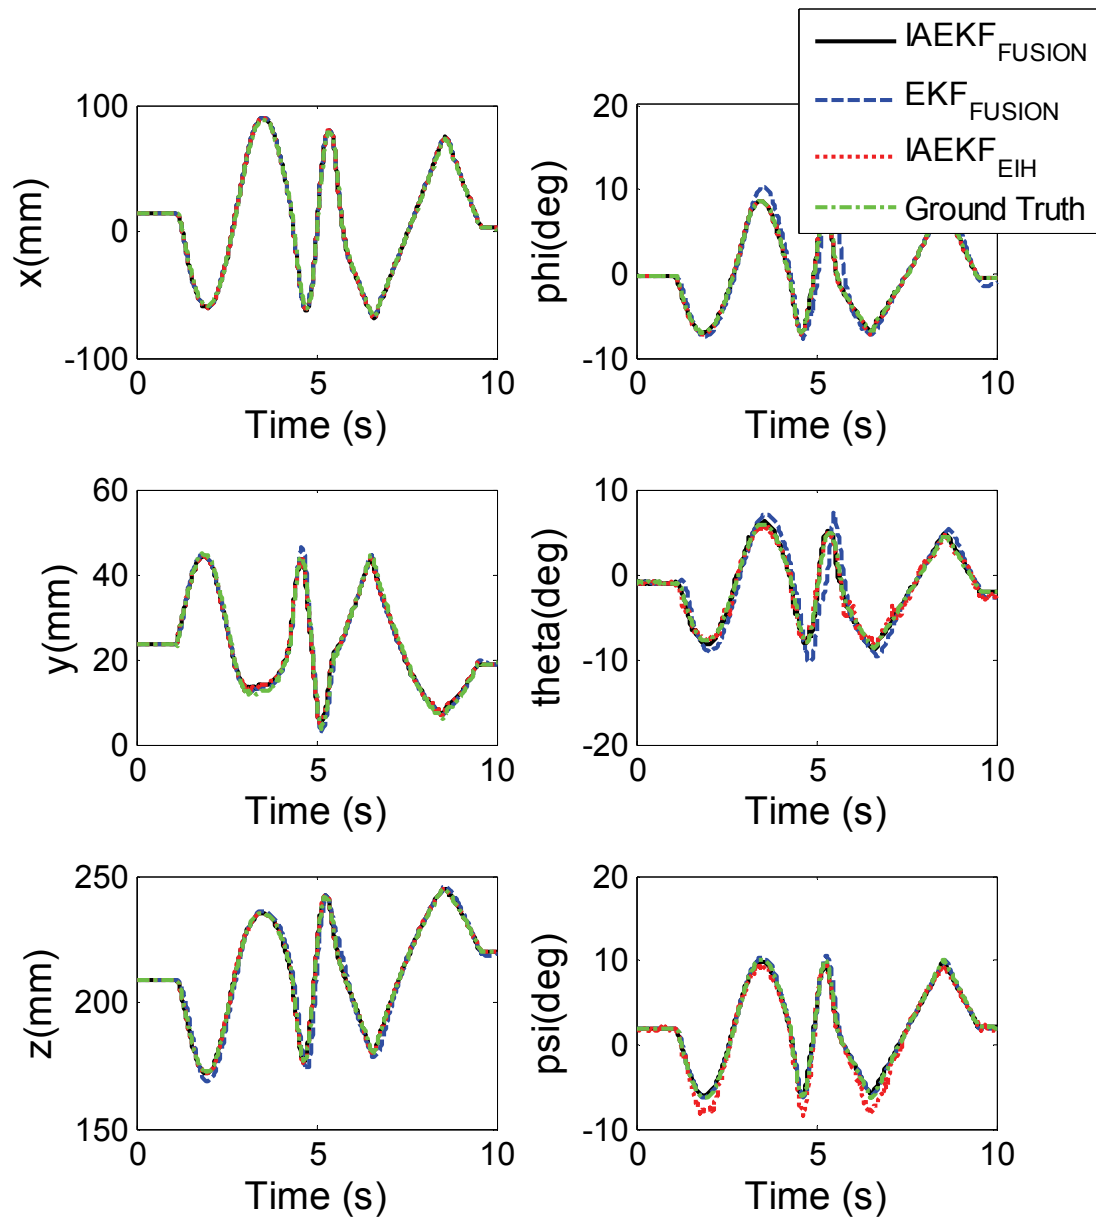 IAEKF_FUSION
EKF_FUSION
IAEKF_EIH
Ground Truth
100
0
-100
x(mm)
0 5 10
Time (s)
20
10
0
-10
phi(deg)
0 5 10
Time (s)
60
40
20
0
y(mm)
0 5 10
Time (s)
10
0
-10
-20
theta(deg)
0 5 10
Time (s)
250
200
150
z(mm)
0 5 10
Time (s)
20
10
0
-10
psi(deg)
0 5 10
Time (s)